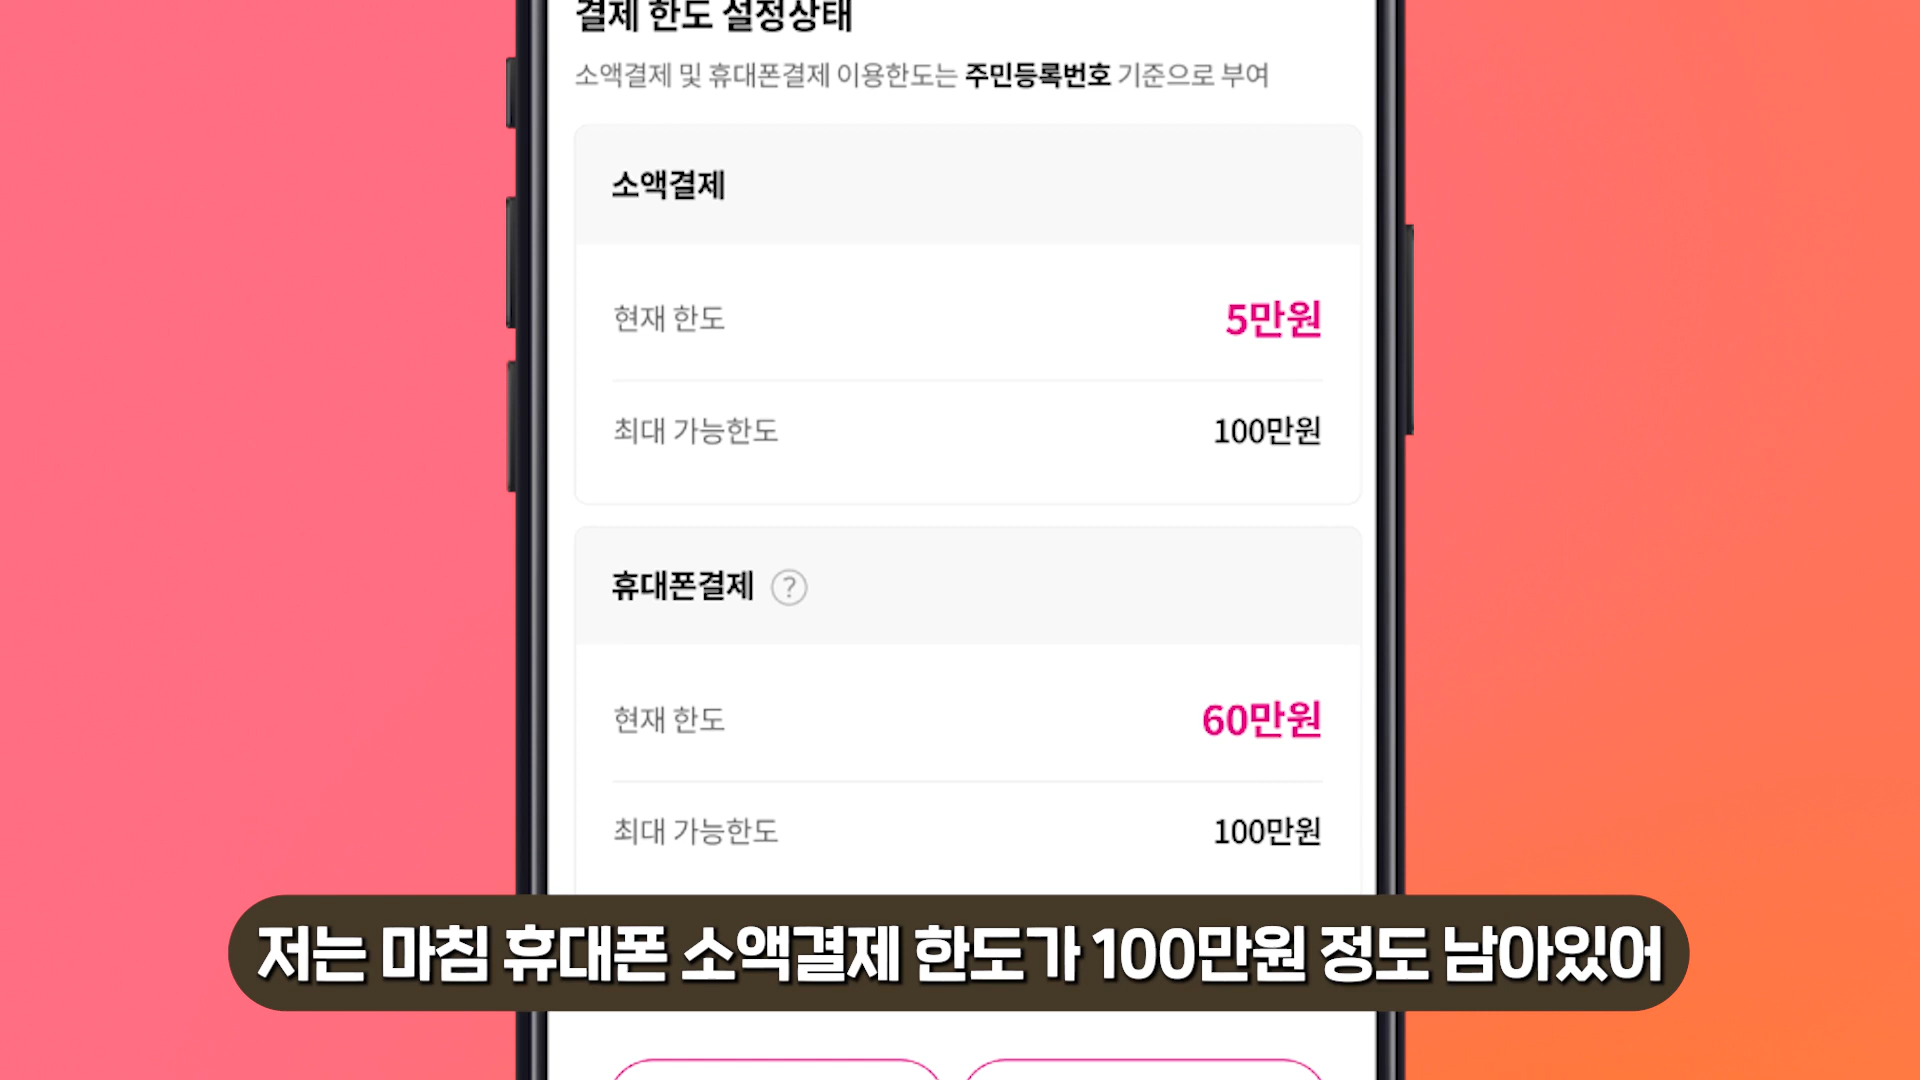 결제 한도 설정상태
소액결제 및 휴대폰결제 이용한도는 주민등록번호 기준으로 부여
소액결제
현재 한도 5만원
최대 가능한도 100만원
휴대폰결제 ?
현재 한도 60만원
최대 가능한도 100만원
저는 마침 휴대폰 소액결제 한도가 100만원 정도 남아있어